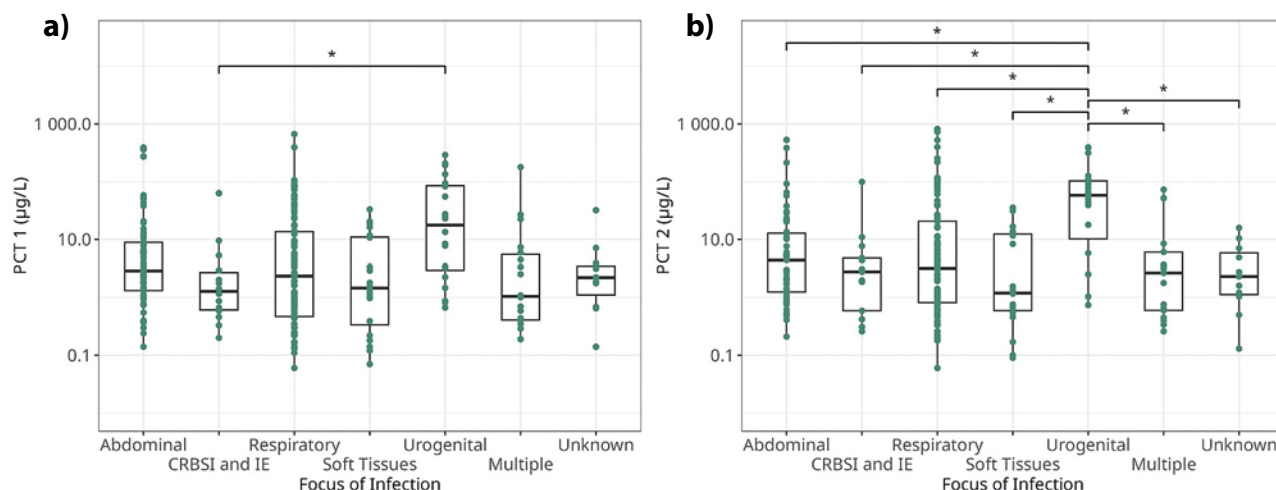 a)
*
PCT 1 (µg/L)
1 000.0
10.0
0.1
Abdominal Respiratory Urogenital Unknown
CRBSI and IE Soft Tissues Multiple
Focus of Infection
b)
*
*
*
*
*
*
PCT 2 (µg/L)
1 000.0
10.0
0.1
Abdominal Respiratory Urogenital Unknown
CRBSI and IE Soft Tissues Multiple
Focus of Infection